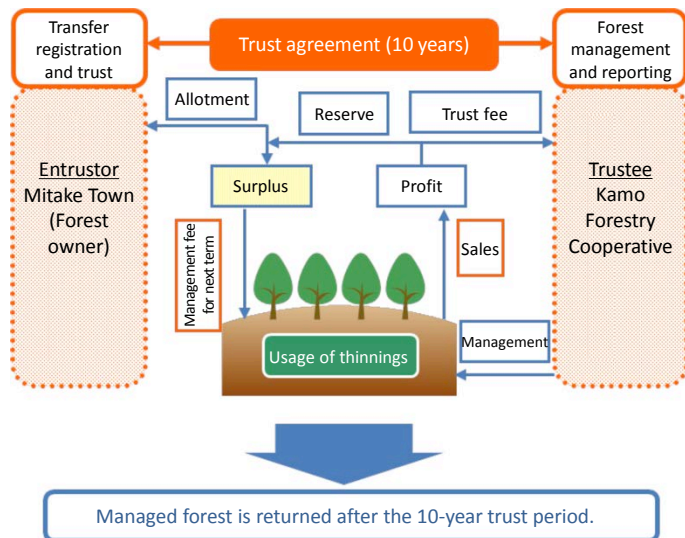 Transfer
registration
and trust
Trust agreement (10 years)
Forest
management
and reporting
Allotment
Reserve
Trust fee
Entrustor
Mitake Town
(Forest
owner)
Surplus
Profit
Trustee
Kamo
Forestry
Cooperative
Management fee
for next term
Sales
Management
Usage of thinnings
Managed forest is returned after the 10-year trust period.